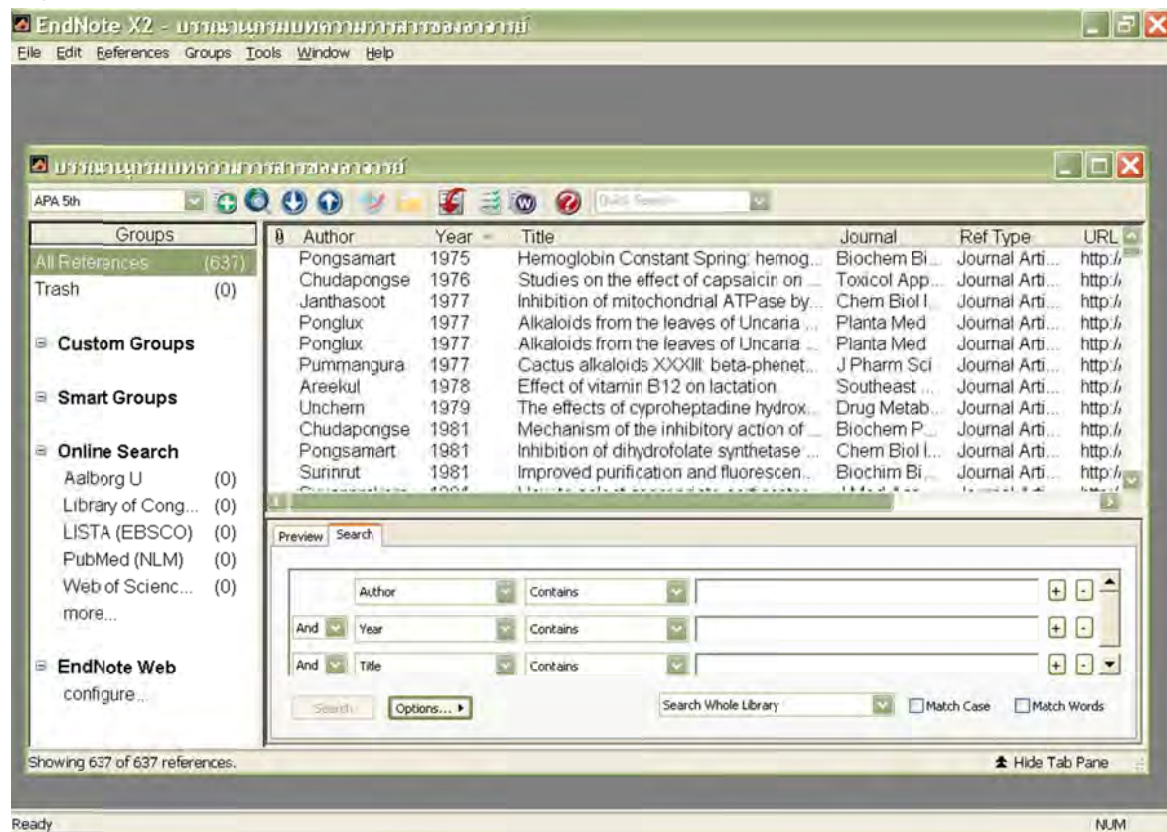 EndNote X2 - บรรณานุกรมบทความวารสารของอาจารย์
File Edit References Groups Tools Window Help
บรรณานุกรมบทความวารสารของอาจารย์
APA 5th Quick Search
Groups
All References (637)
Trash (0)
Custom Groups
Smart Groups
Online Search
Aalborg U (0)
Library of Cong... (0)
LISTA (EBSCO) (0)
PubMed (NLM) (0)
Web of Scienc... (0)
more...
EndNote Web
configure...
Author Year Title Journal Ref Type URL
Pongsamart 1975 Hemoglobin Constant Spring: hemog... Biochem Bi... Journal Arti... http:/
Chudapongse 1976 Studies on the effect of capsaicin on ... Toxicol App... Journal Arti... http:/
Janthasoot 1977 Inhibition of mitochondrial ATPase by... Chem Biol I... Journal Arti... http:/
Ponglux 1977 Alkaloids from the leaves of Uncaria ... Planta Med Journal Arti... http:/
Ponglux 1977 Alkaloids from the leaves of Uncaria ... Planta Med Journal Arti... http:/
Pummangura 1977 Cactus alkaloids XXXIII: beta-phenet... J Pharm Sci Journal Arti... http:/
Areekul 1978 Effect of vitamin B12 on lactation Southeast ... Journal Arti... http:/
Unchern 1979 The effects of cyproheptadine hydrox... Drug Metab... Journal Arti... http:/
Chudapongse 1981 Mechanism of the inhibitory action of ... Biochem P... Journal Arti... http:/
Pongsamart 1981 Inhibition of dihydrofolate synthetase ... Chem Biol I... Journal Arti... http:/
Surinrut 1981 Improved purification and fluorescen... Biochim Bi... Journal Arti... http:/
Preview Search
Author Contains + -
And Year Contains + -
And Title Contains + -
Search Options... Search Whole Library Match Case Match Words
Showing 637 of 637 references. Hide Tab Pane
Ready NUM